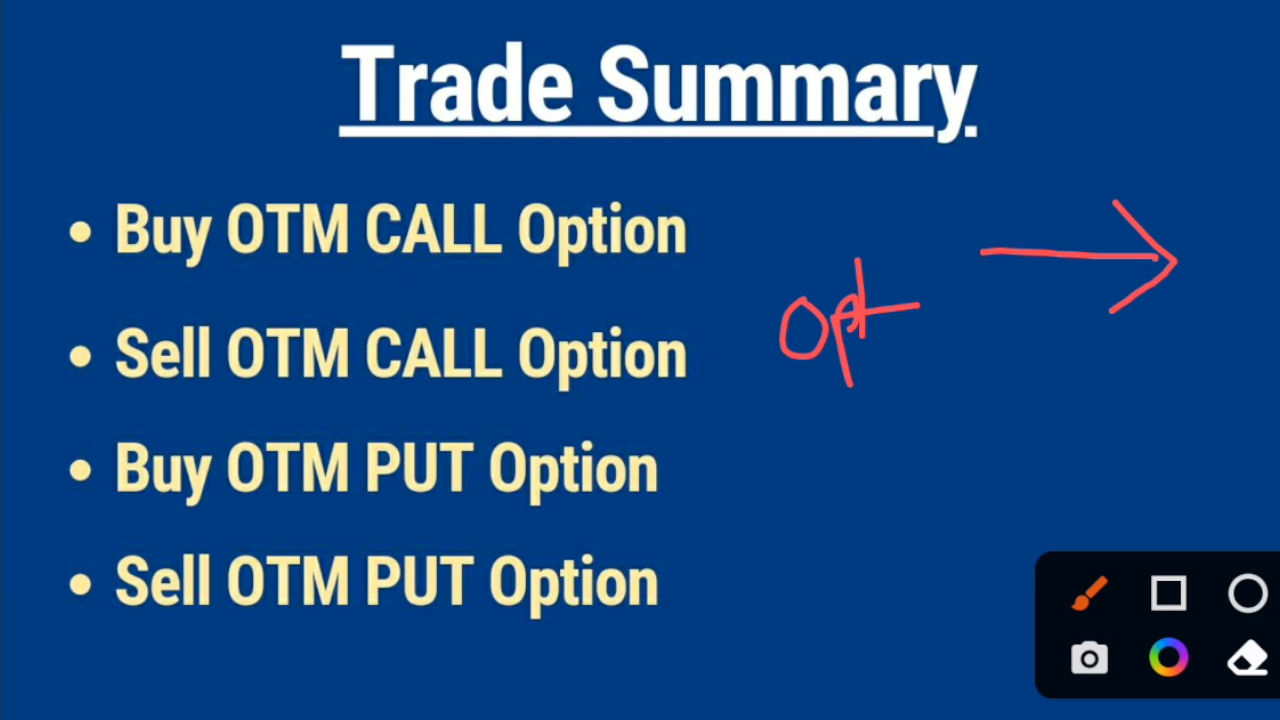 Trade Summary
• Buy OTM CALL Option
• Sell OTM CALL Option
opt
• Buy OTM PUT Option
• Sell OTM PUT Option